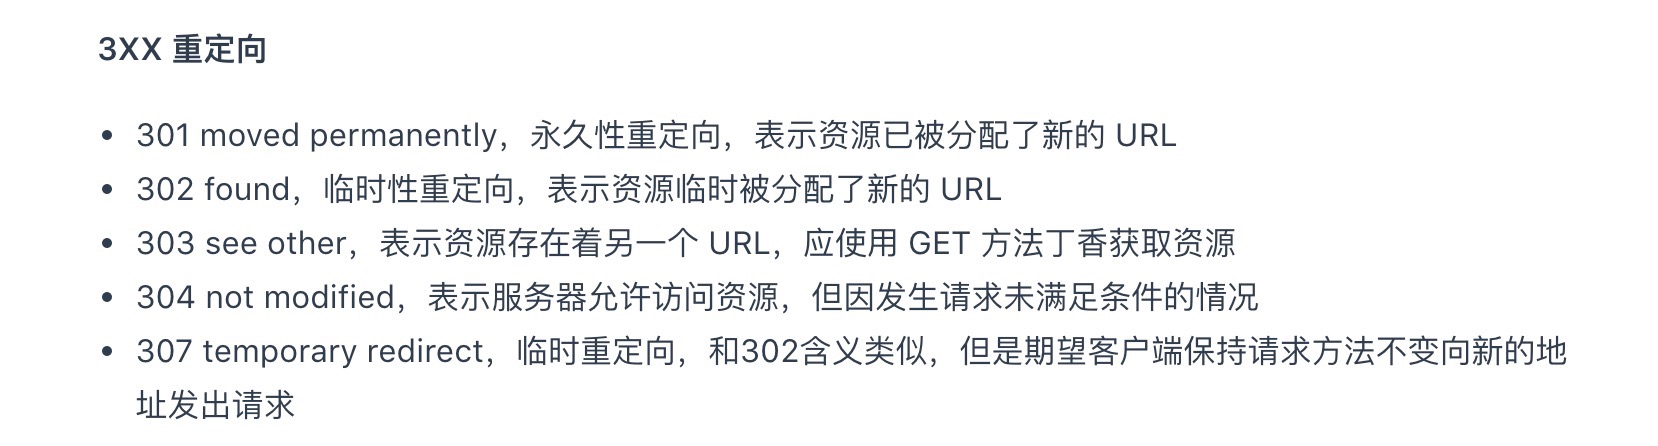 3XX 重定向
• 301 moved permanently，永久性重定向，表示资源已被分配了新的 URL
• 302 found，临时性重定向，表示资源临时被分配了新的 URL
• 303 see other，表示资源存在着另一个 URL，应使用 GET 方法丁香获取资源
• 304 not modified，表示服务器允许访问资源，但因发生请求未满足条件的情况
• 307 temporary redirect，临时重定向，和302含义类似，但是期望客户端保持请求方法不变向新的地
址发出请求